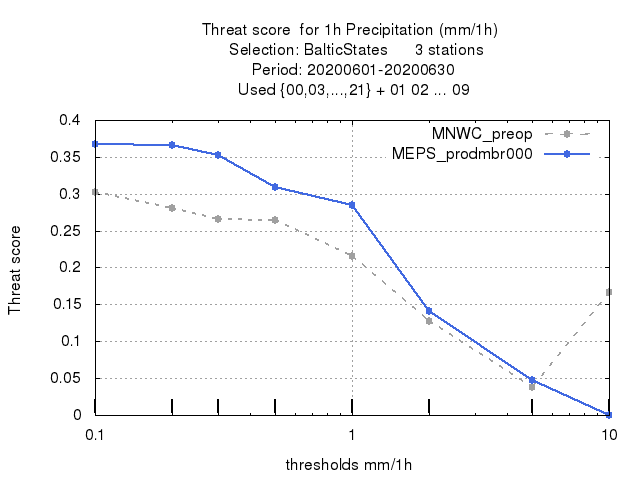 Threat score  for 1h Precipitation (mm/1h)
Selection: BalticStates      3 stations
Period: 20200601-20200630
Used {00,03,...,21} + 01 02 ... 09
MNWC_preop
MEPS_prodmbr000
0.4
0.35
0.3
0.25
0.2
0.15
0.1
0.05
0
Threat score
0.1 1 10
thresholds mm/1h